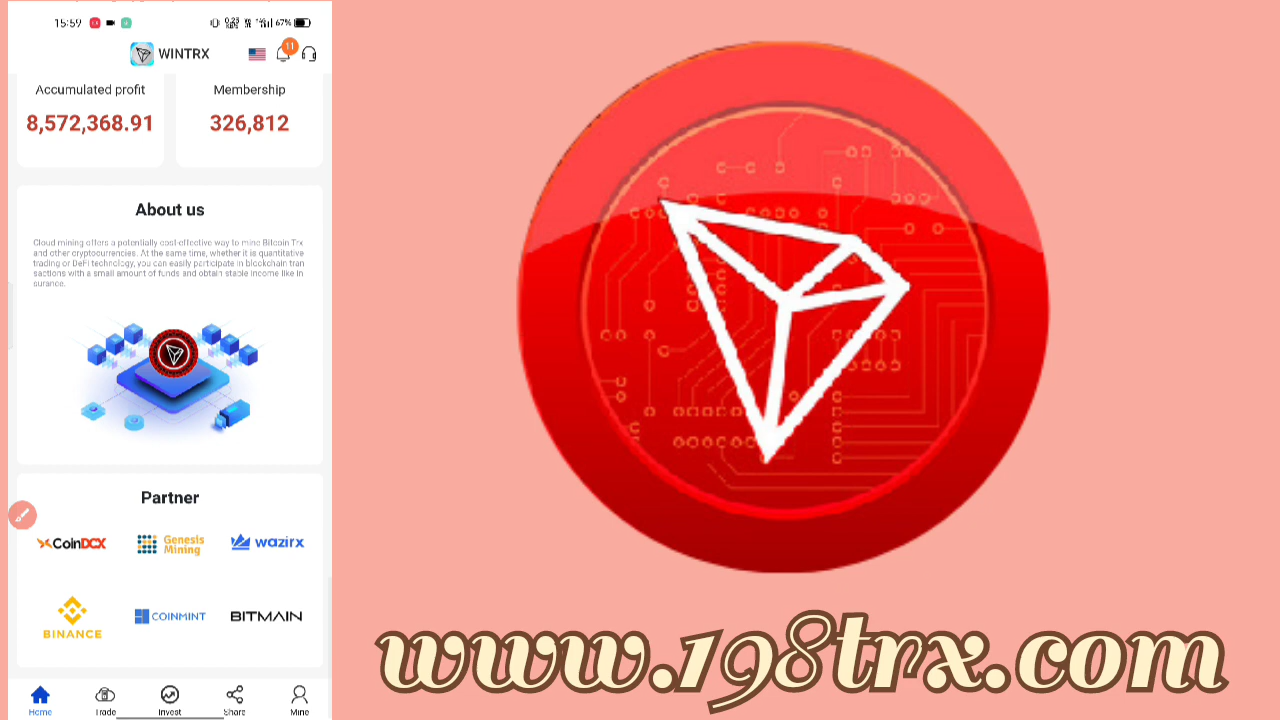 15:59
67%
WINTRX
11
Accumulated profit
Membership
8,572,368.91
326,812
About us
Cloud mining offers a potentially cost-effective way to mine Bitcoin Trx
and other cryptocurrencies. At the same time, whether it is quantitative
trading or DeFi technology, you can easily participate in blockchain tran
sactions with a small amount of funds and obtain stable income like in
surance.
Partner
CoinDCX
Genesis
Mining
wazirx
BINANCE
COINMINT
BITMAIN
Home
Trade
Invest
Share
Mine
www.198trx.com